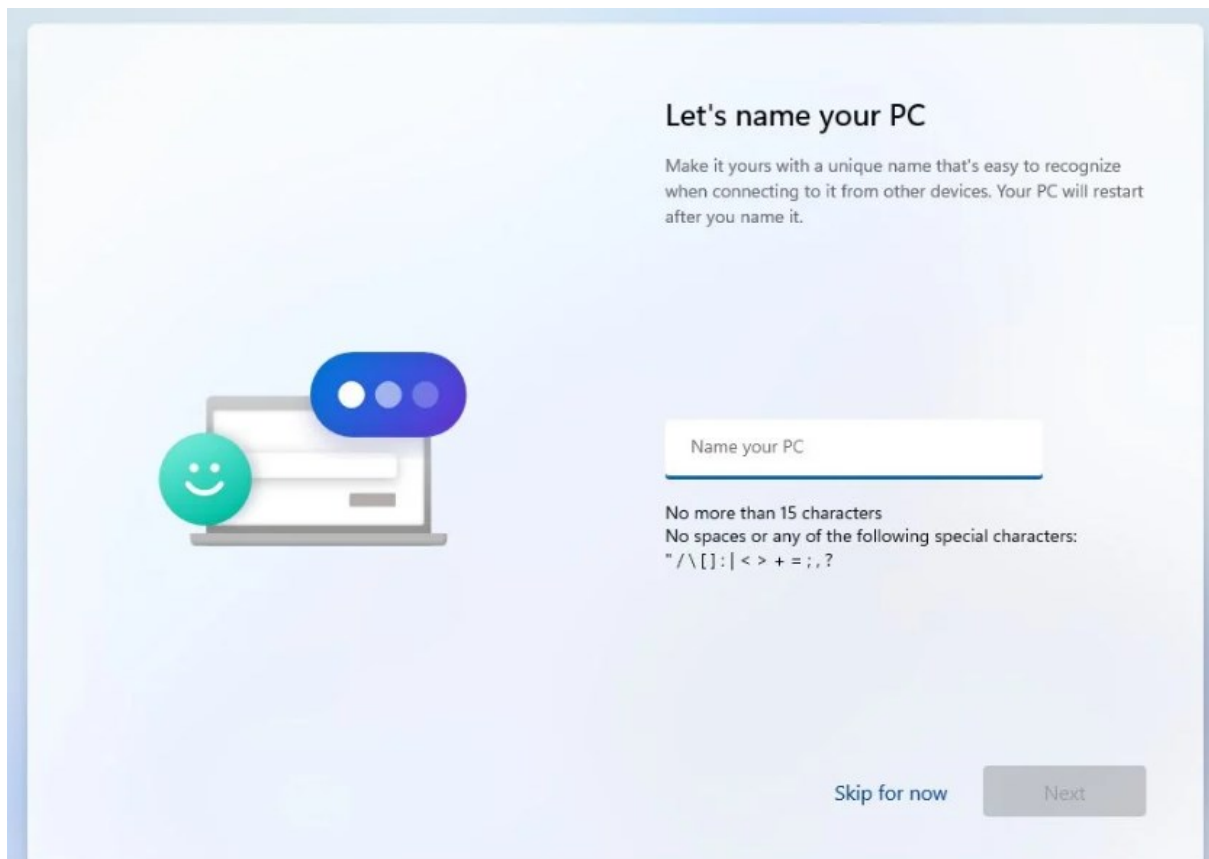 Let's name your PC
Make it yours with a unique name that's easy to recognize
when connecting to it from other devices. Your PC will restart
after you name it.
Name your PC
No more than 15 characters
No spaces or any of the following special characters:
" / \ [ ] : | < > + = ; , ?
Skip for now
Next